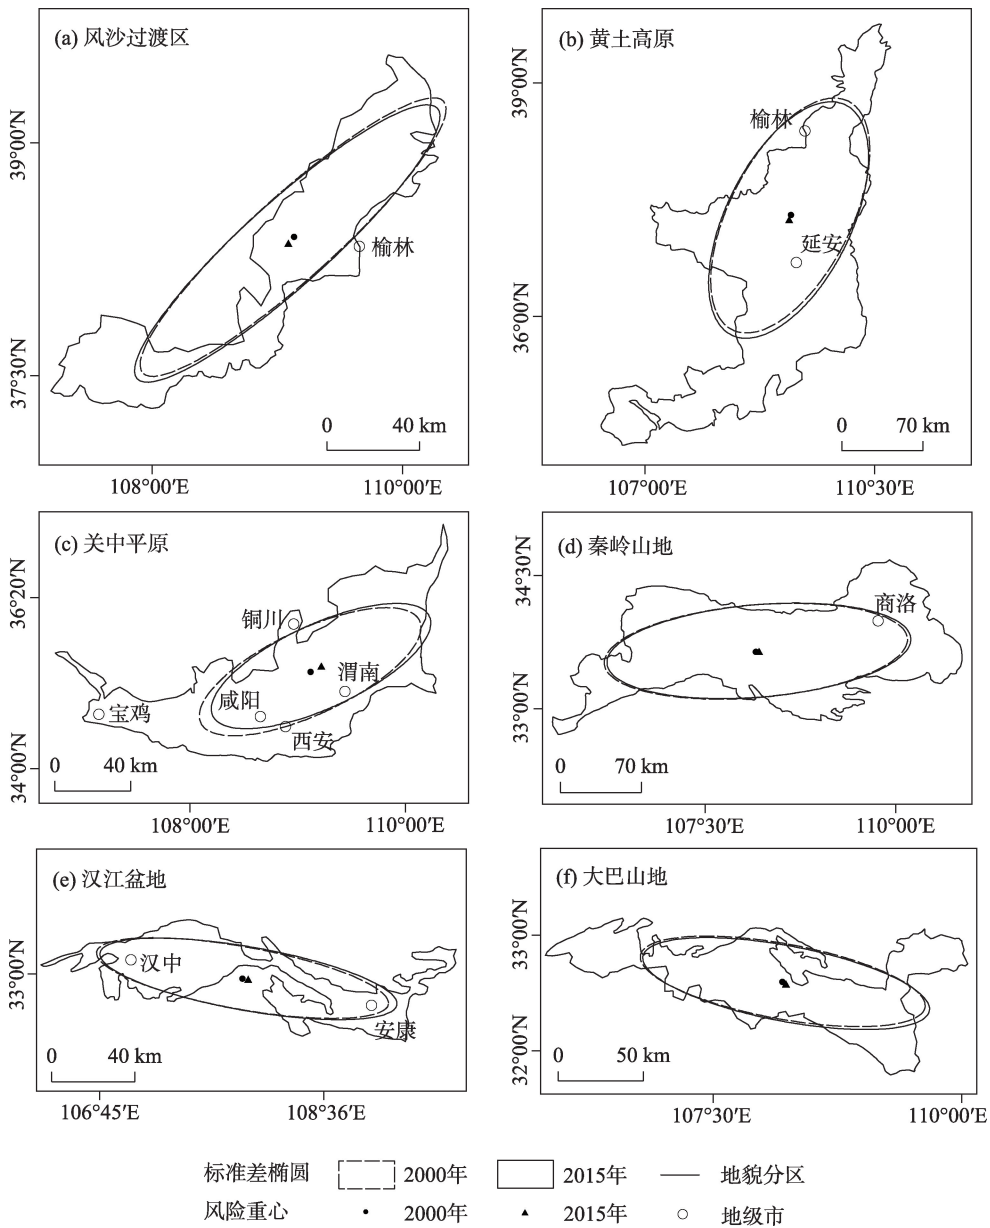 (a) 风沙过渡区
39°00′N
37°30′N
榆林
0 40 km
108°00′E 110°00′E
(b) 黄土高原
39°00′N
36°00′N
榆林
延安
0 70 km
107°00′E 110°30′E
(c) 关中平原
36°20′N
34°00′N
铜川
渭南
咸阳
宝鸡
西安
0 40 km
108°00′E 110°00′E
(d) 秦岭山地
34°30′N
33°00′N
商洛
0 70 km
107°30′E 110°00′E
(e) 汉江盆地
33°00′N
汉中
安康
0 40 km
106°45′E 108°36′E
(f) 大巴山地
33°00′N
32°00′N
0 50 km
107°30′E 110°00′E
标准差椭圆 2000年 2015年 地貌分区
风险重心 2000年 2015年 地级市